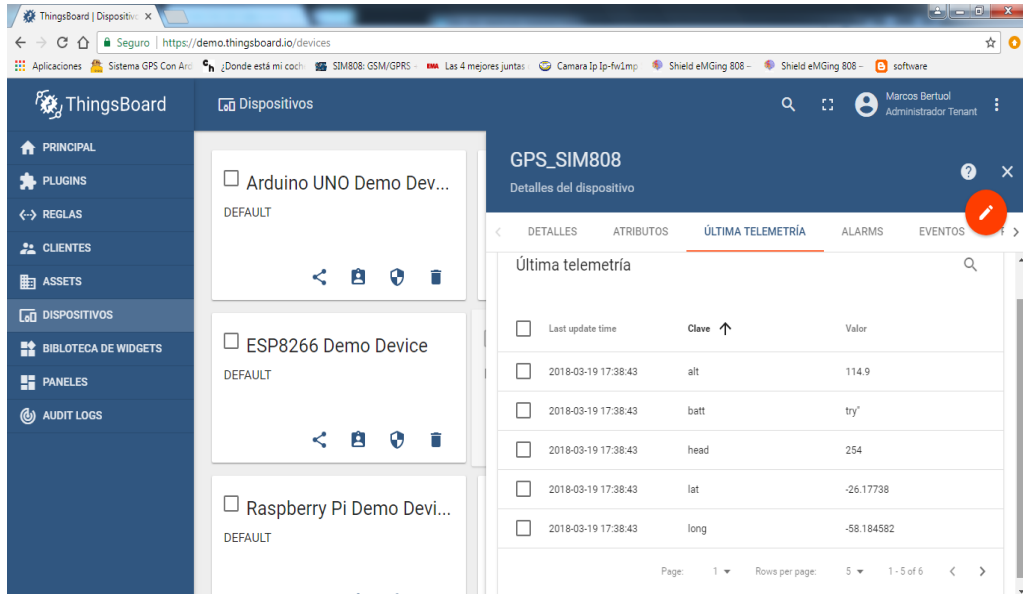 ThingsBoard | Dispositivo
Seguro | https://demo.thingsboard.io/devices
Aplicaciones Sistema GPS Con Ard ¿Donde está mi coch SIM808: GSM/GPRS - Las 4 mejores juntas Camara Ip Ip-fw1mp Shield eMGing 808 – Shield eMGing 808 – software
ThingsBoard
Dispositivos
Marcos Bertuol
Administrador Tenant
PRINCIPAL
PLUGINS
REGLAS
CLIENTES
ASSETS
DISPOSITIVOS
BIBLOTECA DE WIDGETS
PANELES
AUDIT LOGS
Arduino UNO Demo Dev...
DEFAULT
ESP8266 Demo Device
DEFAULT
Raspberry Pi Demo Devi...
DEFAULT
GPS_SIM808
Detalles del dispositivo
DETALLES ATRIBUTOS ÚLTIMA TELEMETRÍA ALARMS EVENTOS
Última telemetría
Last update time Clave Valor
2018-03-19 17:38:43 alt 114.9
2018-03-19 17:38:43 batt try"
2018-03-19 17:38:43 head 254
2018-03-19 17:38:43 lat -26.17738
2018-03-19 17:38:43 long -58.184582
Page: 1 Rows per page: 5 1 - 5 of 6